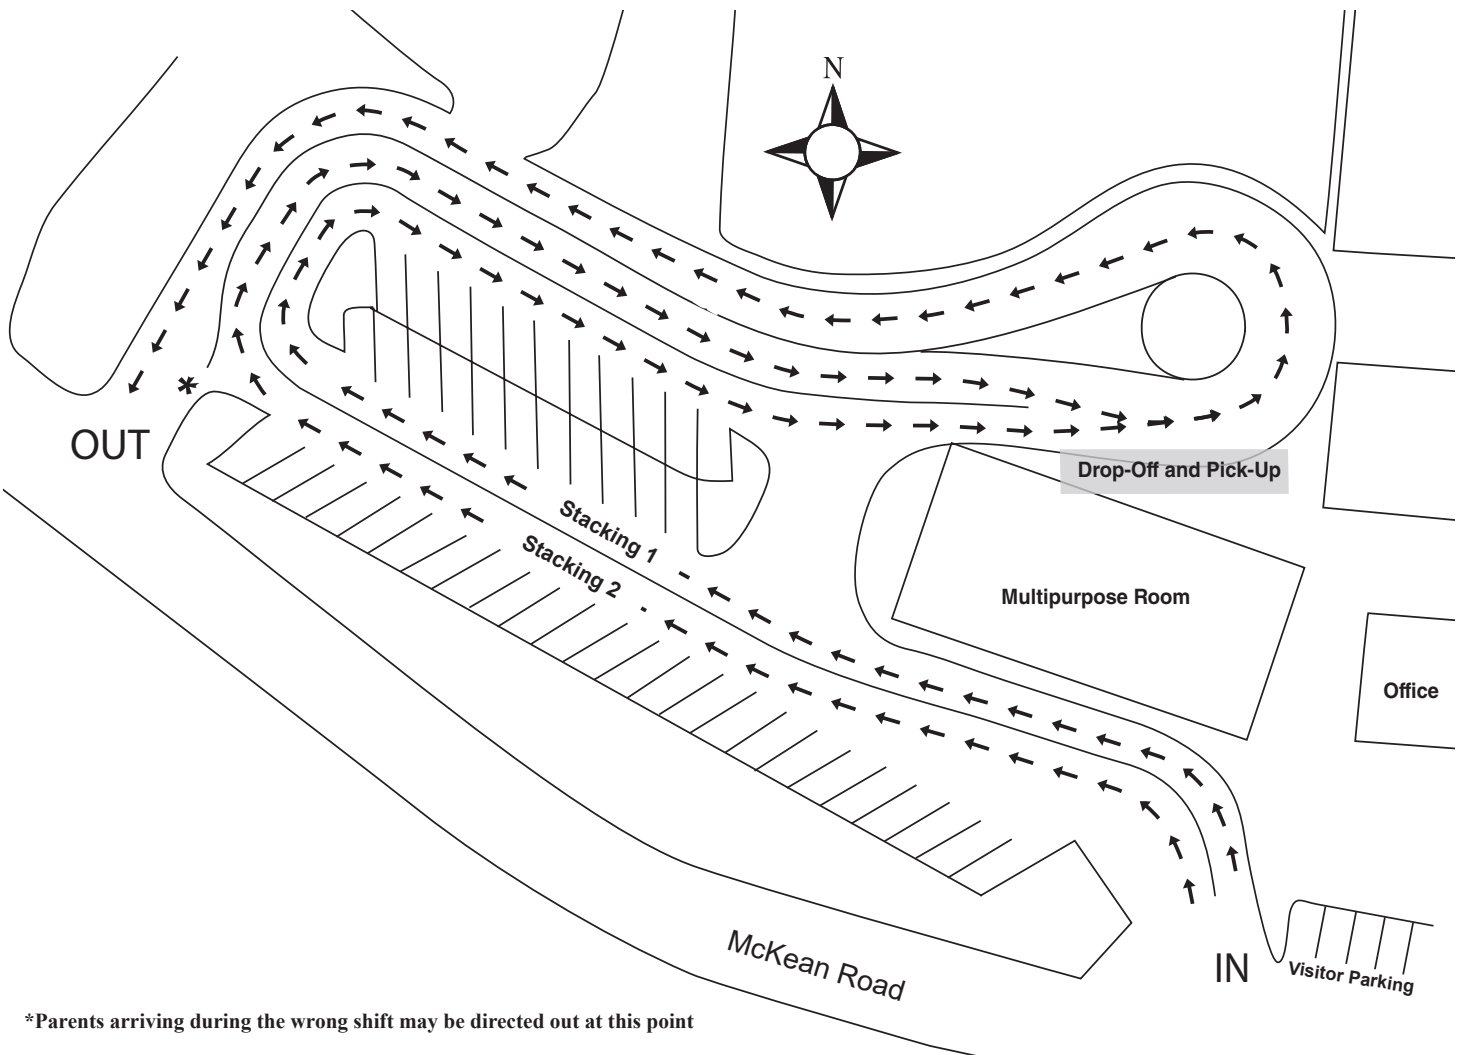 N
*
OUT
Drop-Off and Pick-Up
Stacking 1
Stacking 2
Multipurpose Room
Office
McKean Road
IN
Visitor Parking
*Parents arriving during the wrong shift may be directed out at this point